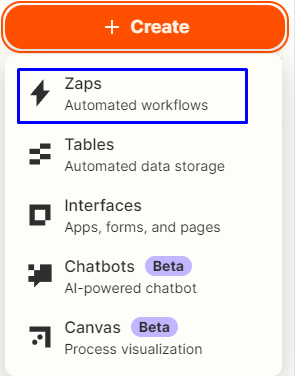 + Create
Zaps
Automated workflows
Tables
Automated data storage
Interfaces
Apps, forms, and pages
Chatbots Beta
AI-powered chatbot
Canvas Beta
Process visualization